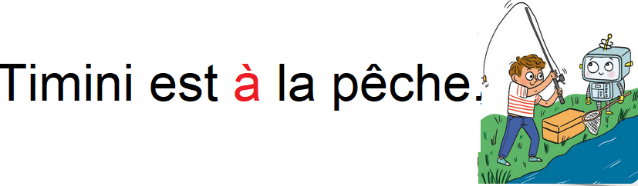 Timini est à la pêche.